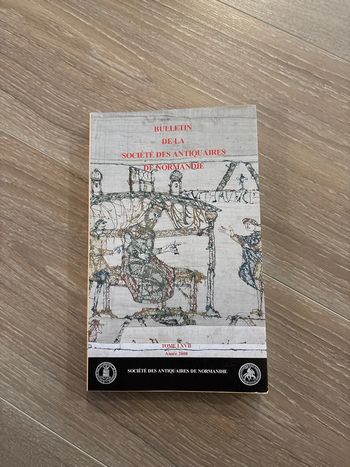 BULLETIN
DE LA
SOCIÉTÉ DES ANTIQUAIRES
DE NORMANDIE
TOME LXVII
Année 2008
SOCIÉTÉ DES ANTIQUAIRES DE NORMANDIE